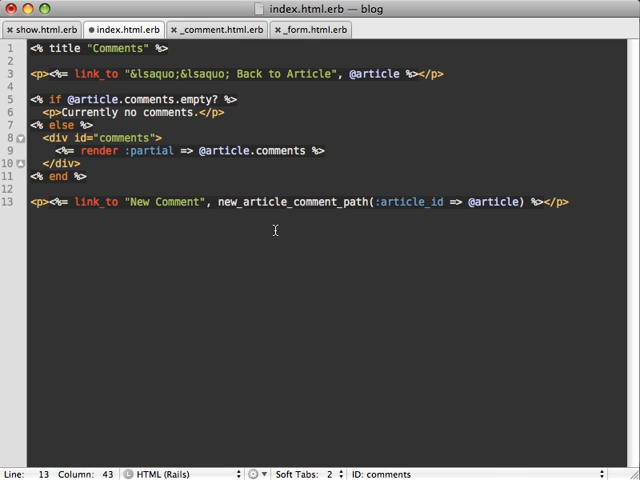 index.html.erb — blog
show.html.erb index.html.erb _comment.html.erb _form.html.erb
1 <% title "Comments" %>
2
3 <p><%= link_to "&lsaquo;&lsaquo; Back to Article", @article %></p>
4
5 <% if @article.comments.empty? %>
6 <p>Currently no comments.</p>
7 <% else %>
8 <div id="comments">
9 <%= render :partial => @article.comments %>
10 </div>
11 <% end %>
12
13 <p><%= link_to "New Comment", new_article_comment_path(:article_id => @article) %></p>
Line: 13 Column: 43 L HTML (Rails) Soft Tabs: 2 ID: comments